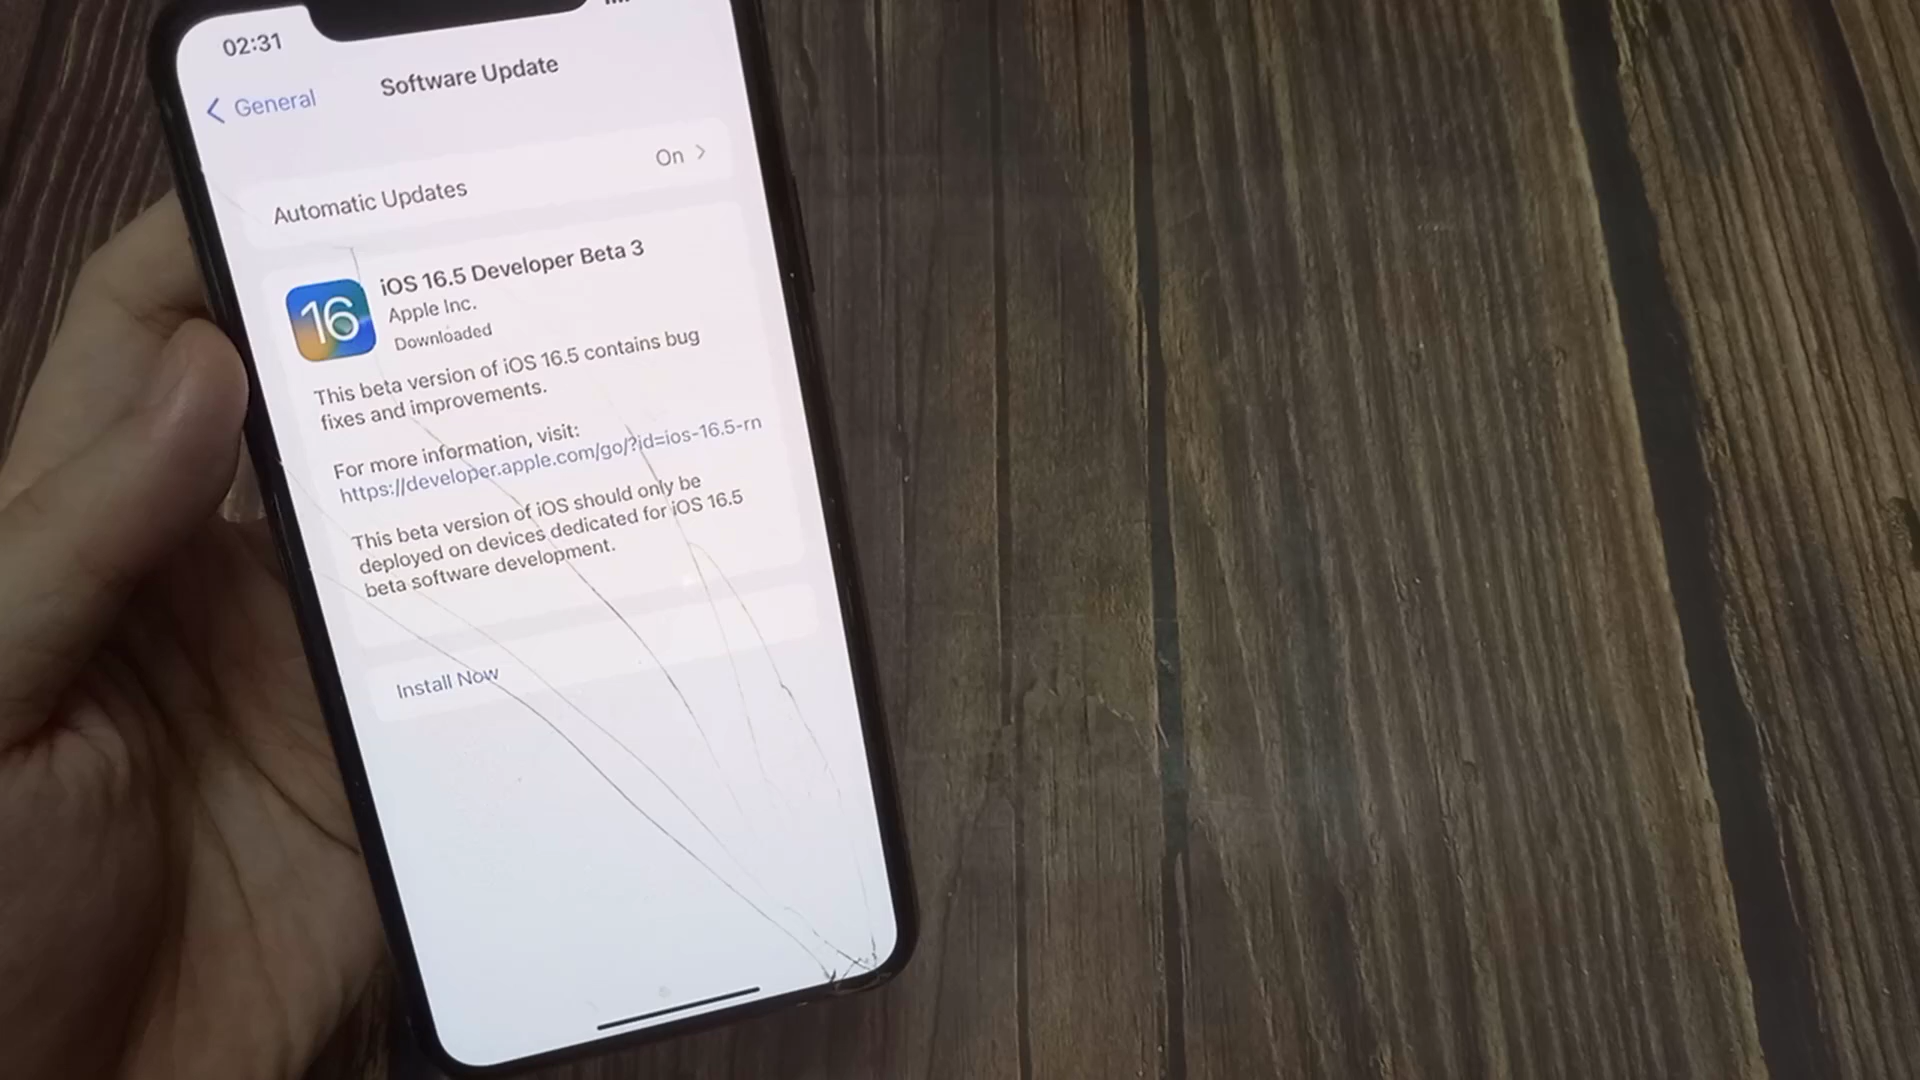 02:31
General
Software Update
Automatic Updates
On
16
iOS 16.5 Developer Beta 3
Apple Inc.
Downloaded
This beta version of iOS 16.5 contains bug
fixes and improvements.
For more information, visit:
https://developer.apple.com/go/?id=ios-16.5-rn
This beta version of iOS should only be
deployed on devices dedicated for iOS 16.5
beta software development.
Install Now